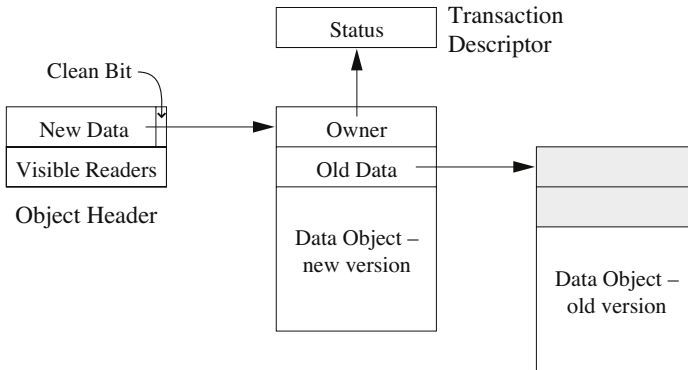 Status
Transaction
Descriptor
Clean Bit
New Data
Visible Readers
Object Header
Owner
Old Data
Data Object –
new version
Data Object –
old version